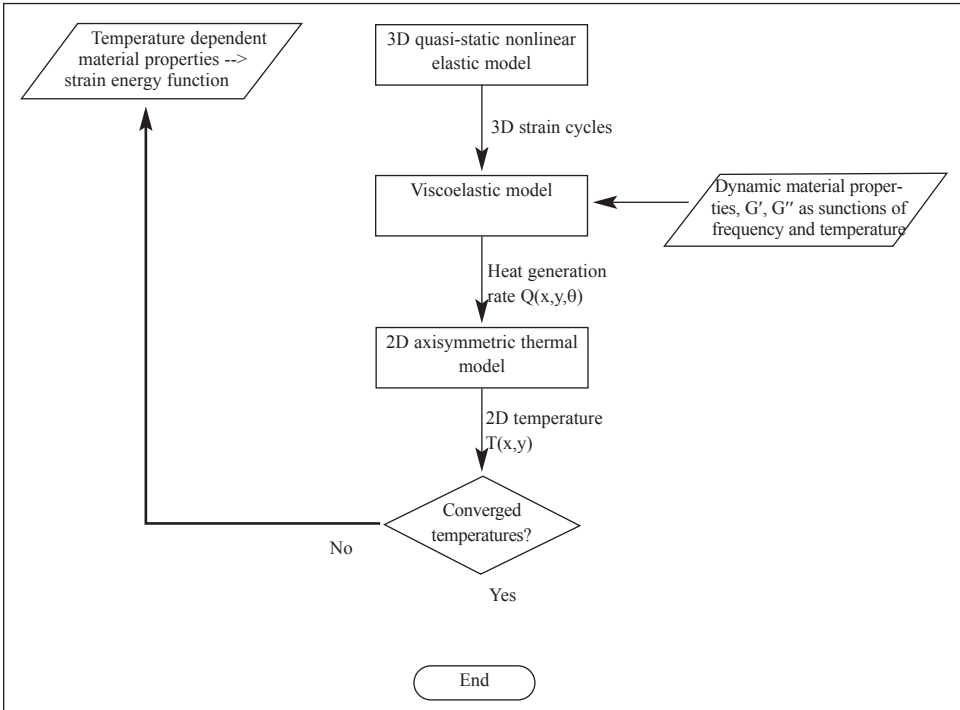 Temperature dependent
material properties -->
strain energy function
3D quasi-static nonlinear
elastic model
3D strain cycles
Viscoelastic model
Dynamic material proper-
ties, G′, G′′ as sunctions of
frequency and temperature
Heat generation
rate Q(x,y,θ)
2D axisymmetric thermal
model
2D temperature
T(x,y)
Converged
temperatures?
No
Yes
End